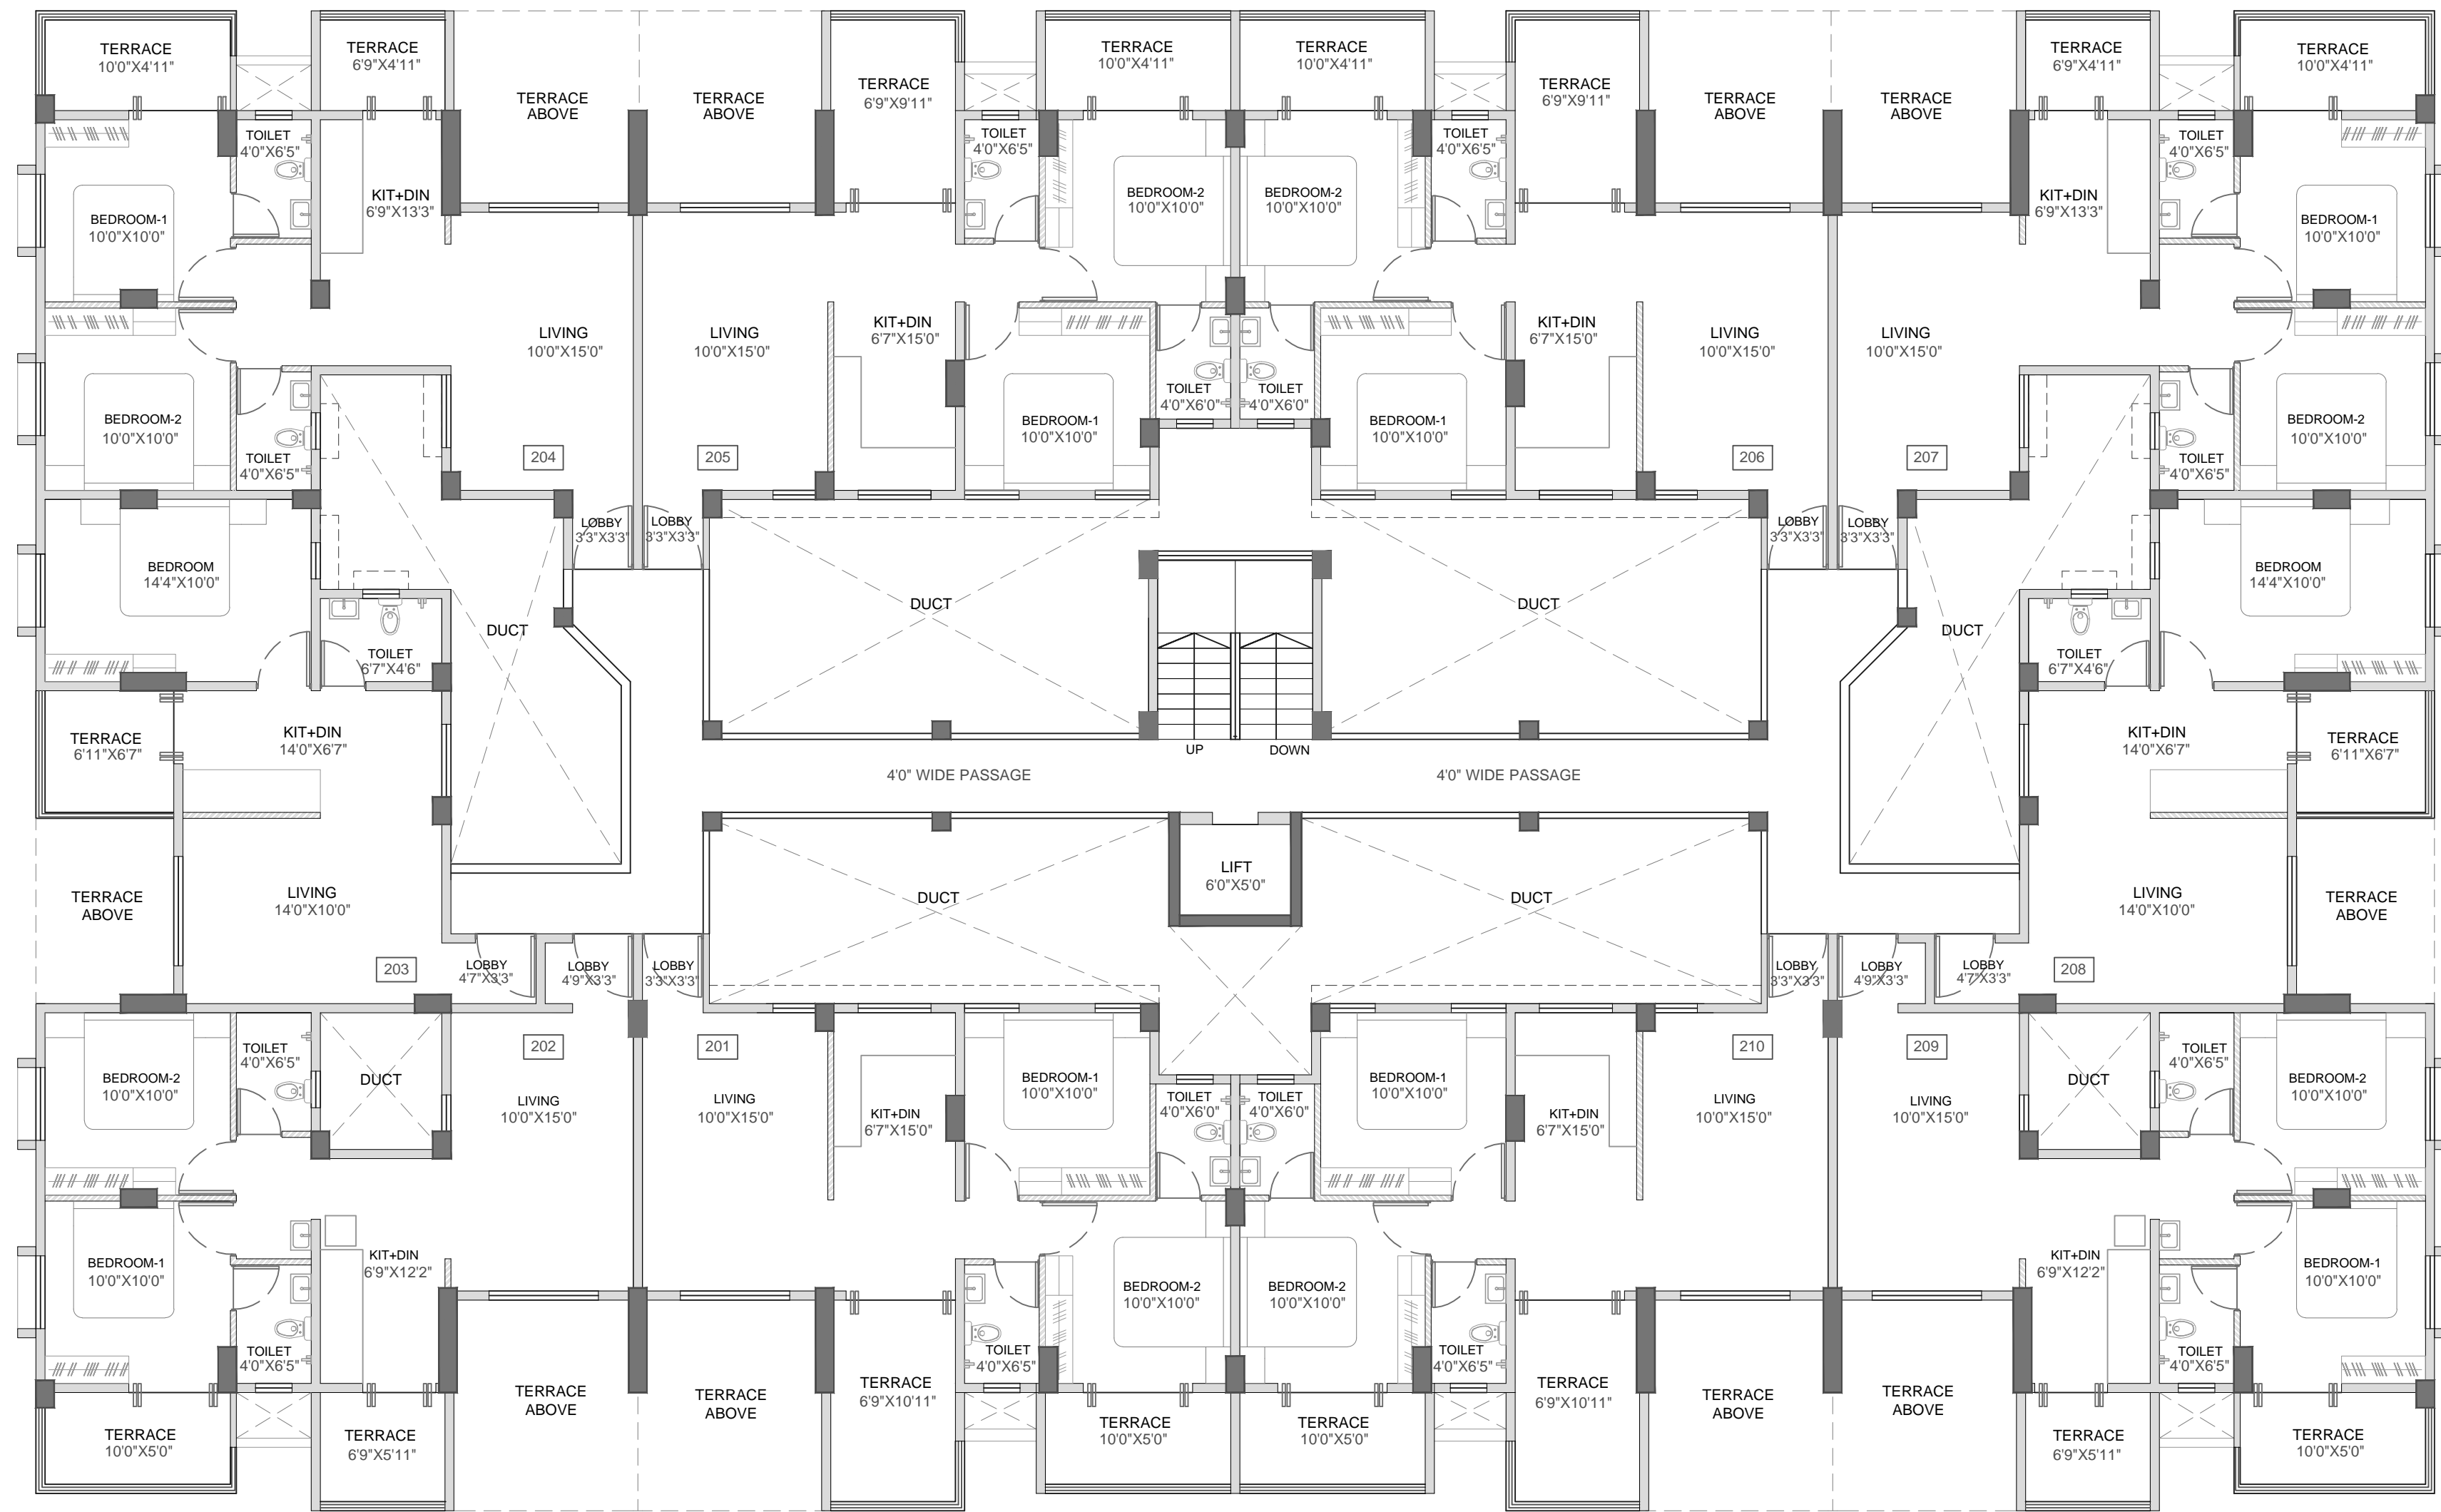 TERRACE
10'0"X4'11"
TERRACE
6'9"X4'11"
TERRACE
ABOVE
TERRACE
ABOVE
TERRACE
6'9"X9'11"
TERRACE
10'0"X4'11"
TERRACE
10'0"X4'11"
TERRACE
6'9"X9'11"
TERRACE
ABOVE
TERRACE
ABOVE
TERRACE
6'9"X4'11"
TERRACE
10'0"X4'11"
TOILET
4'0"X6'5"
TOILET
4'0"X6'5"
TOILET
4'0"X6'5"
TOILET
4'0"X6'5"
BEDROOM-1
10'0"X10'0"
KIT+DIN
6'9"X13'3"
BEDROOM-2
10'0"X10'0"
BEDROOM-2
10'0"X10'0"
KIT+DIN
6'9"X13'3"
BEDROOM-1
10'0"X10'0"
LIVING
10'0"X15'0"
LIVING
10'0"X15'0"
KIT+DIN
6'7"X15'0"
KIT+DIN
6'7"X15'0"
LIVING
10'0"X15'0"
LIVING
10'0"X15'0"
BEDROOM-2
10'0"X10'0"
TOILET
4'0"X6'5"
BEDROOM-1
10'0"X10'0"
TOILET
4'0"X6'0"
TOILET
4'0"X6'0"
BEDROOM-1
10'0"X10'0"
TOILET
4'0"X6'5"
BEDROOM-2
10'0"X10'0"
204
205
206
207
LOBBY
3'3"X3'3"
LOBBY
3'3"X3'3"
LOBBY
3'3"X3'3"
LOBBY
3'3"X3'3"
BEDROOM
14'4"X10'0"
BEDROOM
14'4"X10'0"
DUCT
DUCT
DUCT
DUCT
TOILET
6'7"X4'6"
TOILET
6'7"X4'6"
TERRACE
6'11"X6'7"
KIT+DIN
14'0"X6'7"
UP
DOWN
KIT+DIN
14'0"X6'7"
TERRACE
6'11"X6'7"
4'0" WIDE PASSAGE
4'0" WIDE PASSAGE
TERRACE
ABOVE
LIVING
14'0"X10'0"
DUCT
LIFT
6'0"X5'0"
DUCT
LIVING
14'0"X10'0"
TERRACE
ABOVE
203
LOBBY
4'7"X3'3"
LOBBY
4'9"X3'3"
LOBBY
3'3"X3'3"
LOBBY
3'3"X3'3"
LOBBY
4'9"X3'3"
LOBBY
4'7"X3'3"
208
202
201
210
209
BEDROOM-2
10'0"X10'0"
TOILET
4'0"X6'5"
DUCT
LIVING
10'0"X15'0"
LIVING
10'0"X15'0"
KIT+DIN
6'7"X15'0"
BEDROOM-1
10'0"X10'0"
TOILET
4'0"X6'0"
TOILET
4'0"X6'0"
BEDROOM-1
10'0"X10'0"
KIT+DIN
6'7"X15'0"
LIVING
10'0"X15'0"
LIVING
10'0"X15'0"
DUCT
TOILET
4'0"X6'5"
BEDROOM-2
10'0"X10'0"
BEDROOM-1
10'0"X10'0"
KIT+DIN
6'9"X12'2"
BEDROOM-2
10'0"X10'0"
BEDROOM-2
10'0"X10'0"
KIT+DIN
6'9"X12'2"
BEDROOM-1
10'0"X10'0"
TOILET
4'0"X6'5"
TOILET
4'0"X6'5"
TOILET
4'0"X6'5"
TOILET
4'0"X6'5"
TERRACE
10'0"X5'0"
TERRACE
6'9"X5'11"
TERRACE
ABOVE
TERRACE
ABOVE
TERRACE
6'9"X10'11"
TERRACE
10'0"X5'0"
TERRACE
10'0"X5'0"
TERRACE
6'9"X10'11"
TERRACE
ABOVE
TERRACE
ABOVE
TERRACE
6'9"X5'11"
TERRACE
10'0"X5'0"